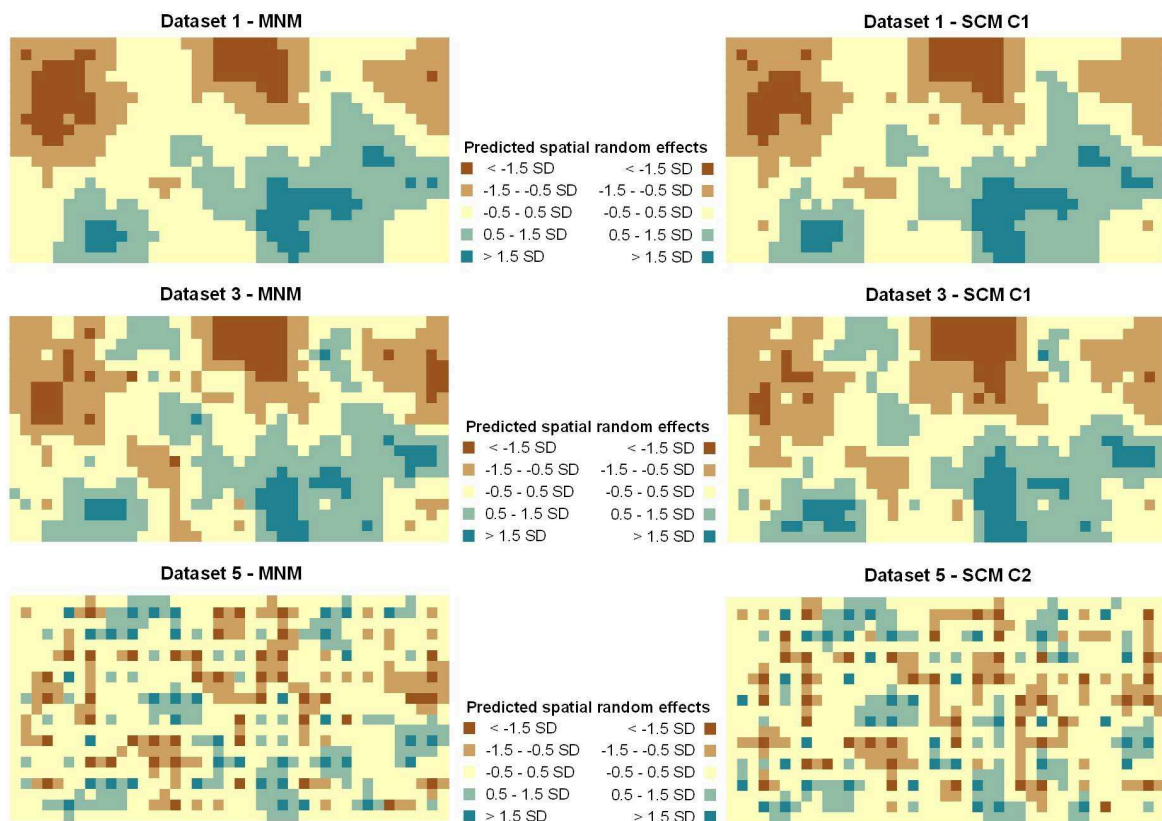 Dataset 1 - MNM
Dataset 1 - SCM C1
Predicted spatial random effects
< -1.5 SD
< -1.5 SD
-1.5 - -0.5 SD
-1.5 - -0.5 SD
-0.5 - 0.5 SD
-0.5 - 0.5 SD
0.5 - 1.5 SD
0.5 - 1.5 SD
> 1.5 SD
> 1.5 SD
Dataset 3 - MNM
Dataset 3 - SCM C1
Predicted spatial random effects
< -1.5 SD
< -1.5 SD
-1.5 - -0.5 SD
-1.5 - -0.5 SD
-0.5 - 0.5 SD
-0.5 - 0.5 SD
0.5 - 1.5 SD
0.5 - 1.5 SD
> 1.5 SD
> 1.5 SD
Dataset 5 - MNM
Dataset 5 - SCM C2
Predicted spatial random effects
< -1.5 SD
< -1.5 SD
-1.5 - -0.5 SD
-1.5 - -0.5 SD
-0.5 - 0.5 SD
-0.5 - 0.5 SD
0.5 - 1.5 SD
0.5 - 1.5 SD
> 1.5 SD
> 1.5 SD